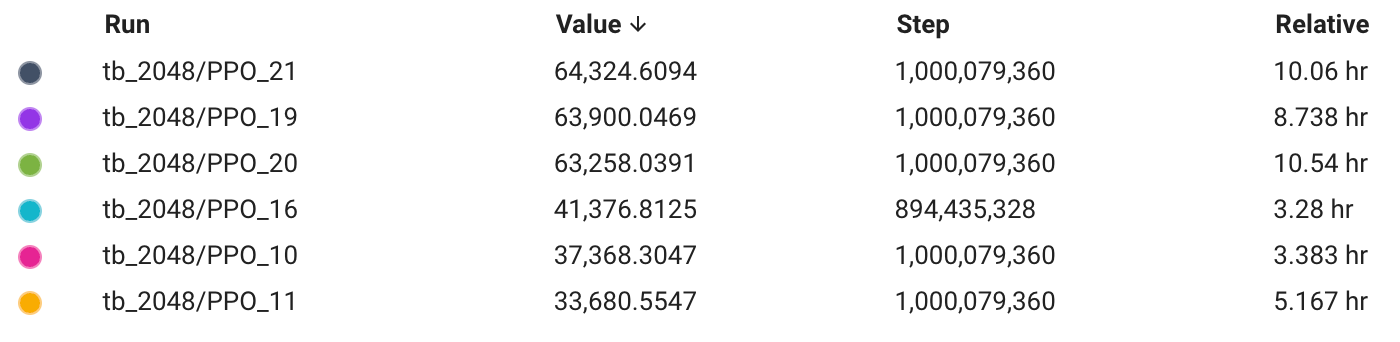 Run Value ↓ Step Relative
tb_2048/PPO_21 64,324.6094 1,000,079,360 10.06 hr
tb_2048/PPO_19 63,900.0469 1,000,079,360 8.738 hr
tb_2048/PPO_20 63,258.0391 1,000,079,360 10.54 hr
tb_2048/PPO_16 41,376.8125 894,435,328 3.28 hr
tb_2048/PPO_10 37,368.3047 1,000,079,360 3.383 hr
tb_2048/PPO_11 33,680.5547 1,000,079,360 5.167 hr